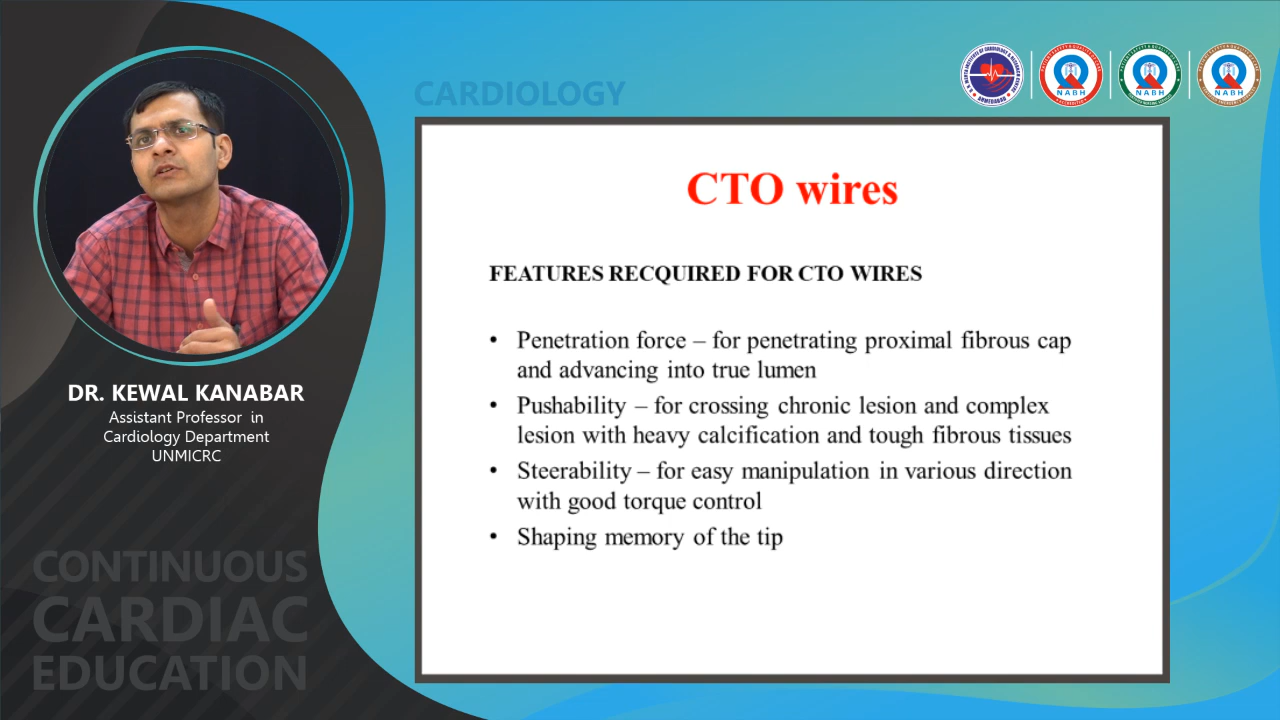 CARDIOLOGY
NABH
NABH
NABH
CTO wires
FEATURES RECQUIRED FOR CTO WIRES
• Penetration force – for penetrating proximal fibrous cap
and advancing into true lumen
• Pushability – for crossing chronic lesion and complex
lesion with heavy calcification and tough fibrous tissues
• Steerability – for easy manipulation in various direction
with good torque control
• Shaping memory of the tip
DR. KEWAL KANABAR
Assistant Professor in
Cardiology Department
UNMICRC
CONTINUOUS
CARDIAC
EDUCATION